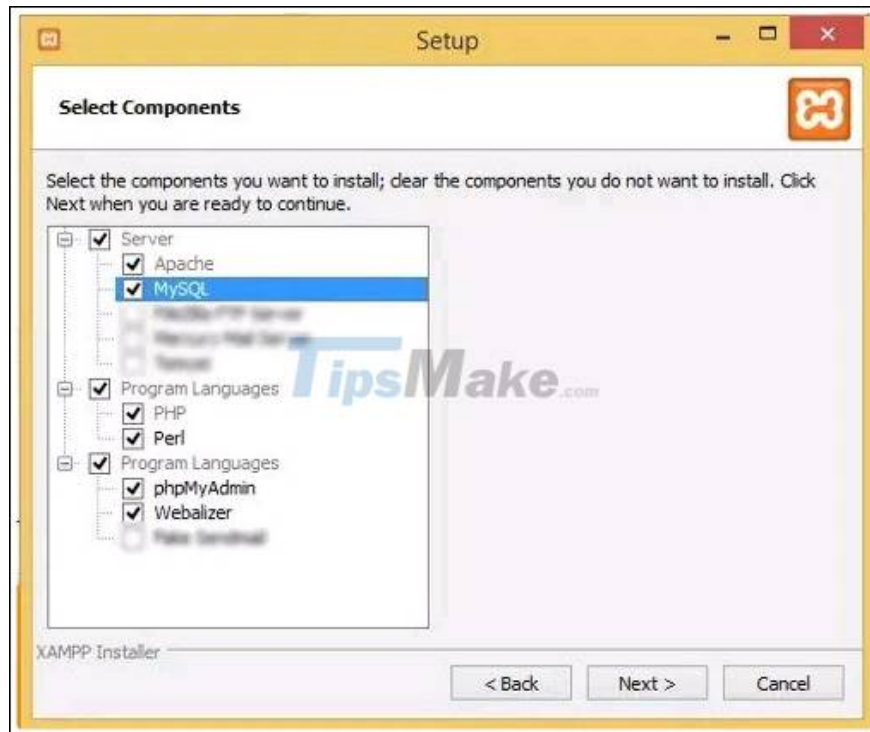 Setup
Select Components
Select the components you want to install; clear the components you do not want to install. Click
Next when you are ready to continue.
Server
Apache
MySQL
Program Languages
PHP
Perl
Program Languages
phpMyAdmin
Webalizer
TipsMake.com
XAMPP Installer
< Back
Next >
Cancel